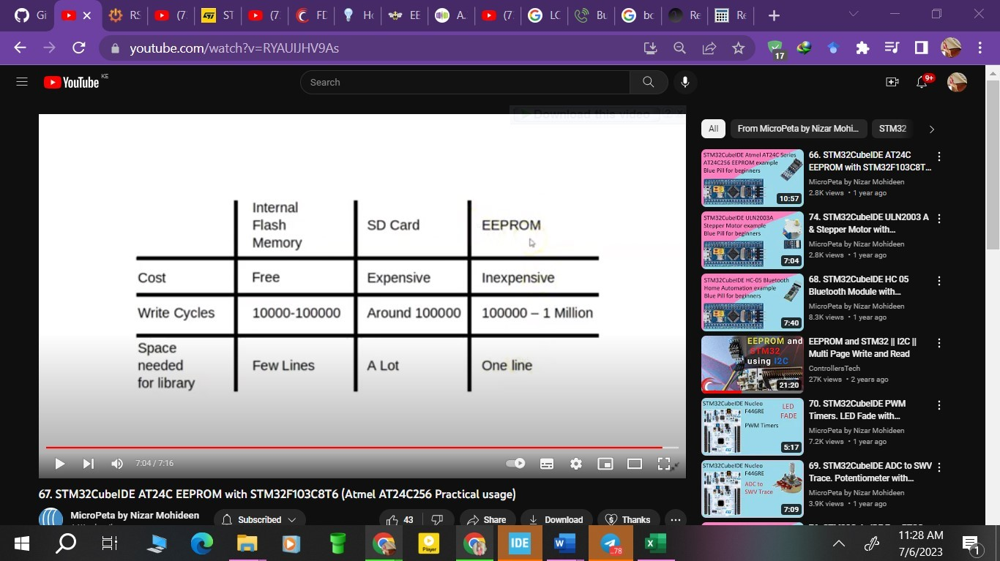 Gi
RS
(7
ST
(7
FD
Ho
EE
A.
(7
LC
Bu
bc
Re
Re
youtube.com/watch?v=RYAUIJHV9As
17
YouTube KE
Search
9+
Download this video
Internal
Flash
Memory
SD Card
EEPROM
Cost
Free
Expensive
Inexpensive
Write Cycles
10000-100000
Around 100000
100000 – 1 Million
Space
needed
for library
Few Lines
A Lot
One line
7:04 / 7:16
67. STM32CubeIDE AT24C EEPROM with STM32F103C8T6 (Atmel AT24C256 Practical usage)
MicroPeta by Nizar Mohideen
Subscribed
43
Share
Download
Thanks
All
From MicroPeta by Nizar Mohi...
STM32
STM32CubeIDE Atmel AT24C Series
AT24C256 EEPROM example
Blue Pill for beginners
10:57
66. STM32CubeIDE AT24C
EEPROM with STM32F103C8T...
MicroPeta by Nizar Mohideen
2.8K views • 1 year ago
STM32CubeIDE ULN2003A
Stepper Motor example
Blue Pill for beginners
7:04
74. STM32CubeIDE ULN2003 A
& Stepper Motor with...
MicroPeta by Nizar Mohideen
2.8K views • 1 year ago
STM32CubeIDE HC-05 Bluetooth
Home Automation example
Blue Pill for beginners
7:40
68. STM32CubeIDE HC 05
Bluetooth Module with...
MicroPeta by Nizar Mohideen
8.3K views • 1 year ago
EEPROM and
STM32
using I2C
21:20
EEPROM and STM32 || I2C ||
Multi Page Write and Read
ControllersTech
27K views • 2 years ago
STM32CubeIDE Nucleo
F446RE
PWM Timers
LED
FADE
5:17
70. STM32CubeIDE PWM
Timers. LED Fade with...
MicroPeta by Nizar Mohideen
7.2K views • 1 year ago
STM32CubeIDE Nucleo
F446RE
ADC to
SWV Trace
7:09
69. STM32CubeIDE ADC to SWV
Trace. Potentiometer with...
MicroPeta by Nizar Mohideen
3.9K views • 1 year ago
Player
IDE
..78
11:28 AM
7/6/2023
1